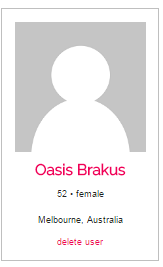 Oasis Brakus
52 • female
Melbourne, Australia
delete user